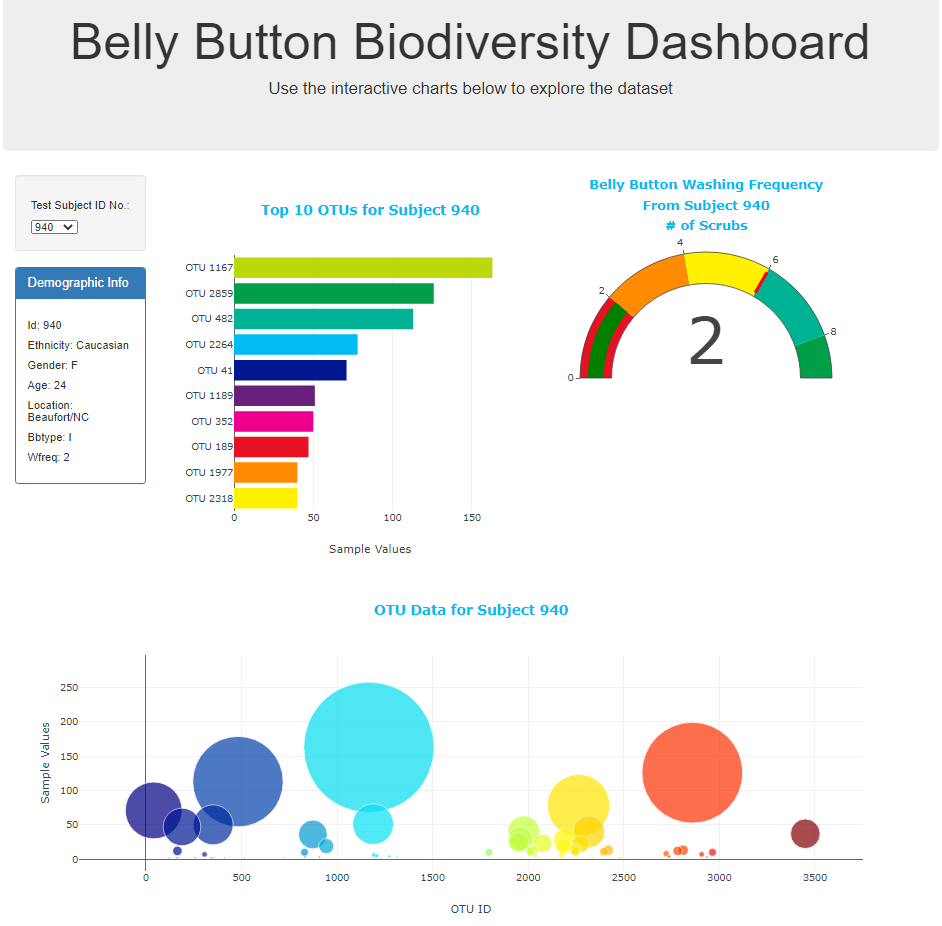 Belly Button Biodiversity Dashboard
Use the interactive charts below to explore the dataset
Test Subject ID No.:
940
Demographic Info
Id: 940
Ethnicity: Caucasian
Gender: F
Age: 24
Location:
Beaufort/NC
Bbtype: I
Wfreq: 2
Top 10 OTUs for Subject 940
OTU 1167
OTU 2859
OTU 482
OTU 2264
OTU 41
OTU 1189
OTU 352
OTU 189
OTU 1977
OTU 2318
0 50 100 150
Sample Values
Belly Button Washing Frequency
From Subject 940
# of Scrubs
0
2
4
6
8
2
OTU Data for Subject 940
250
200
150
100
50
0
Sample Values
0 500 1000 1500 2000 2500 3000 3500
OTU ID